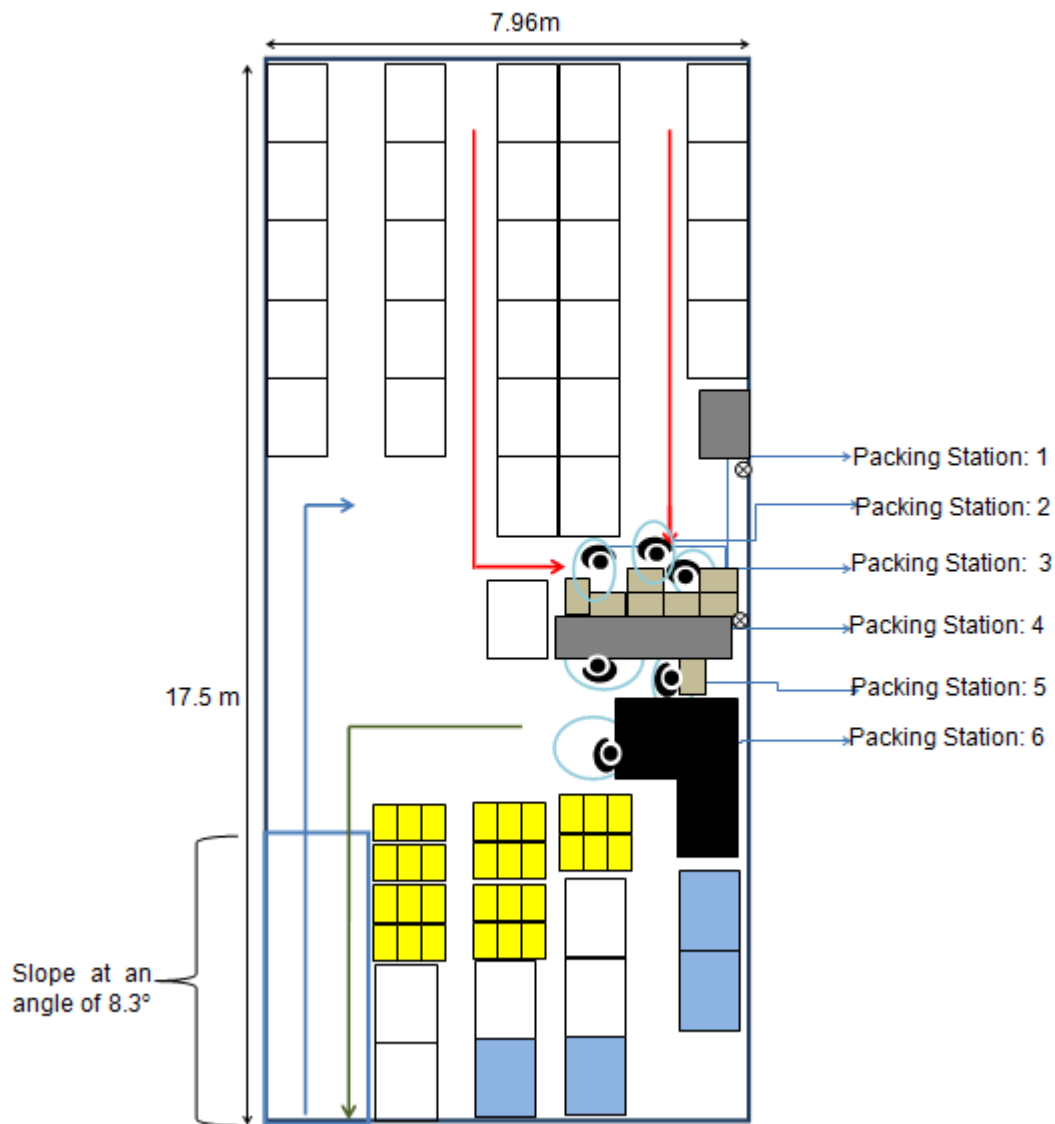 7.96m
Packing Station: 1
Packing Station: 2
Packing Station: 3
Packing Station: 4
17.5 m
Packing Station: 5
Packing Station: 6
Slope at an
angle of 8.3°